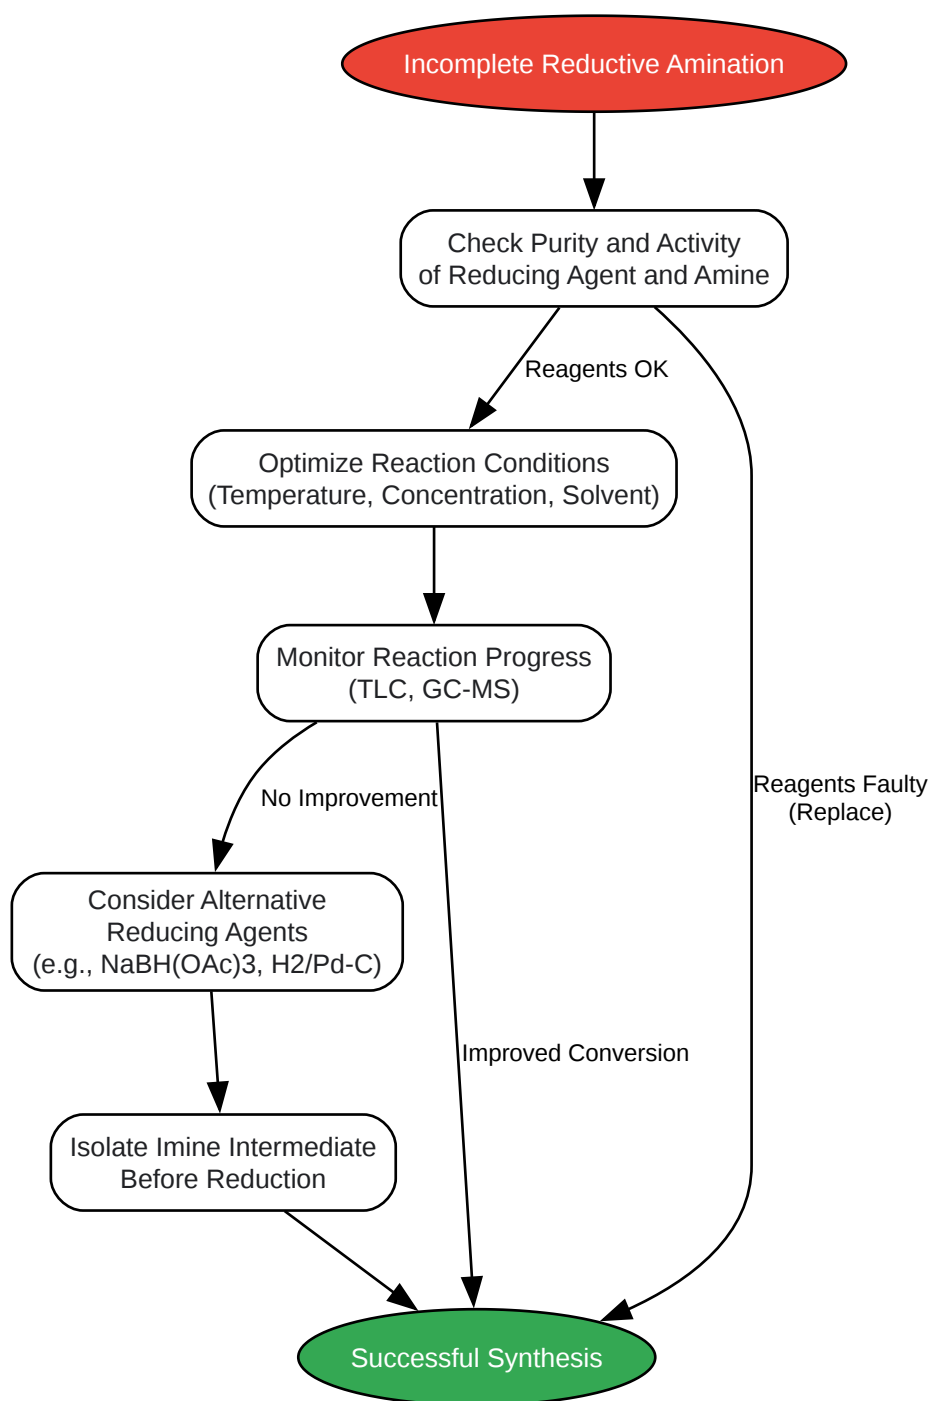 Incomplete Reductive Amination
Check Purity and Activity
of Reducing Agent and Amine
Reagents OK
Optimize Reaction Conditions
(Temperature, Concentration, Solvent)
Monitor Reaction Progress
(TLC, GC-MS)
No Improvement
Reagents Faulty
(Replace)
Consider Alternative
Reducing Agents
(e.g., NaBH(OAc)3, H2/Pd-C)
Improved Conversion
Isolate Imine Intermediate
Before Reduction
Successful Synthesis